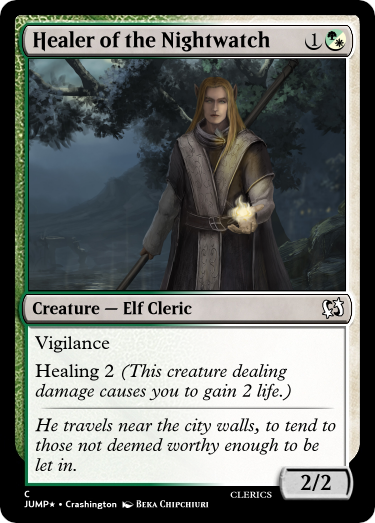 Healer of the Nightwatch 1
Creature — Elf Cleric
Vigilance
Healing 2 (This creature dealing
damage causes you to gain 2 life.)
He travels near the city walls, to tend to
those not deemed worthy enough to be
let in.
2/2
C
JUMP★ • Crashington Beka Chipchiuri CLERICS